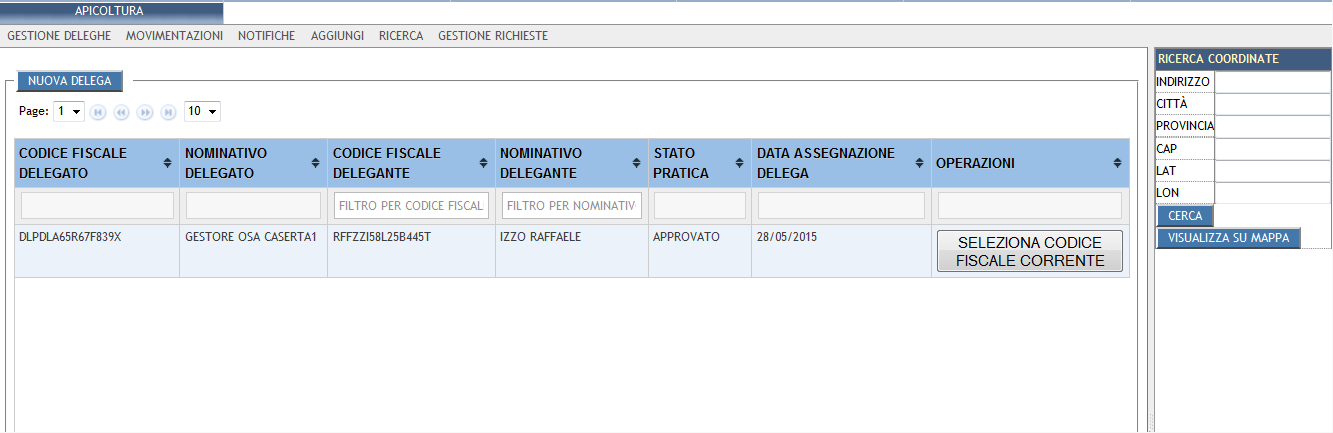 APICOLTURA
GESTIONE DELEGHE MOVIMENTAZIONI NOTIFICHE AGGIUNGI RICERCA GESTIONE RICHIESTE
NUOVA DELEGA
Page: 1 10
CODICE FISCALE DELEGATO
NOMINATIVO DELEGATO
CODICE FISCALE DELEGANTE
NOMINATIVO DELEGANTE
STATO PRATICA
DATA ASSEGNAZIONE DELEGA
OPERAZIONI
FILTRO PER CODICE FISCAL FILTRO PER NOMINATIV
DLPDLA65R67F839X GESTORE OSA CASERTA1 RFFZZI58L25B445T IZZO RAFFAELE APPROVATO 28/05/2015
SELEZIONA CODICE
FISCALE CORRENTE
RICERCA COORDINATE
INDIRIZZO
CITTÀ
PROVINCIA
CAP
LAT
LON
CERCA
VISUALIZZA SU MAPPA